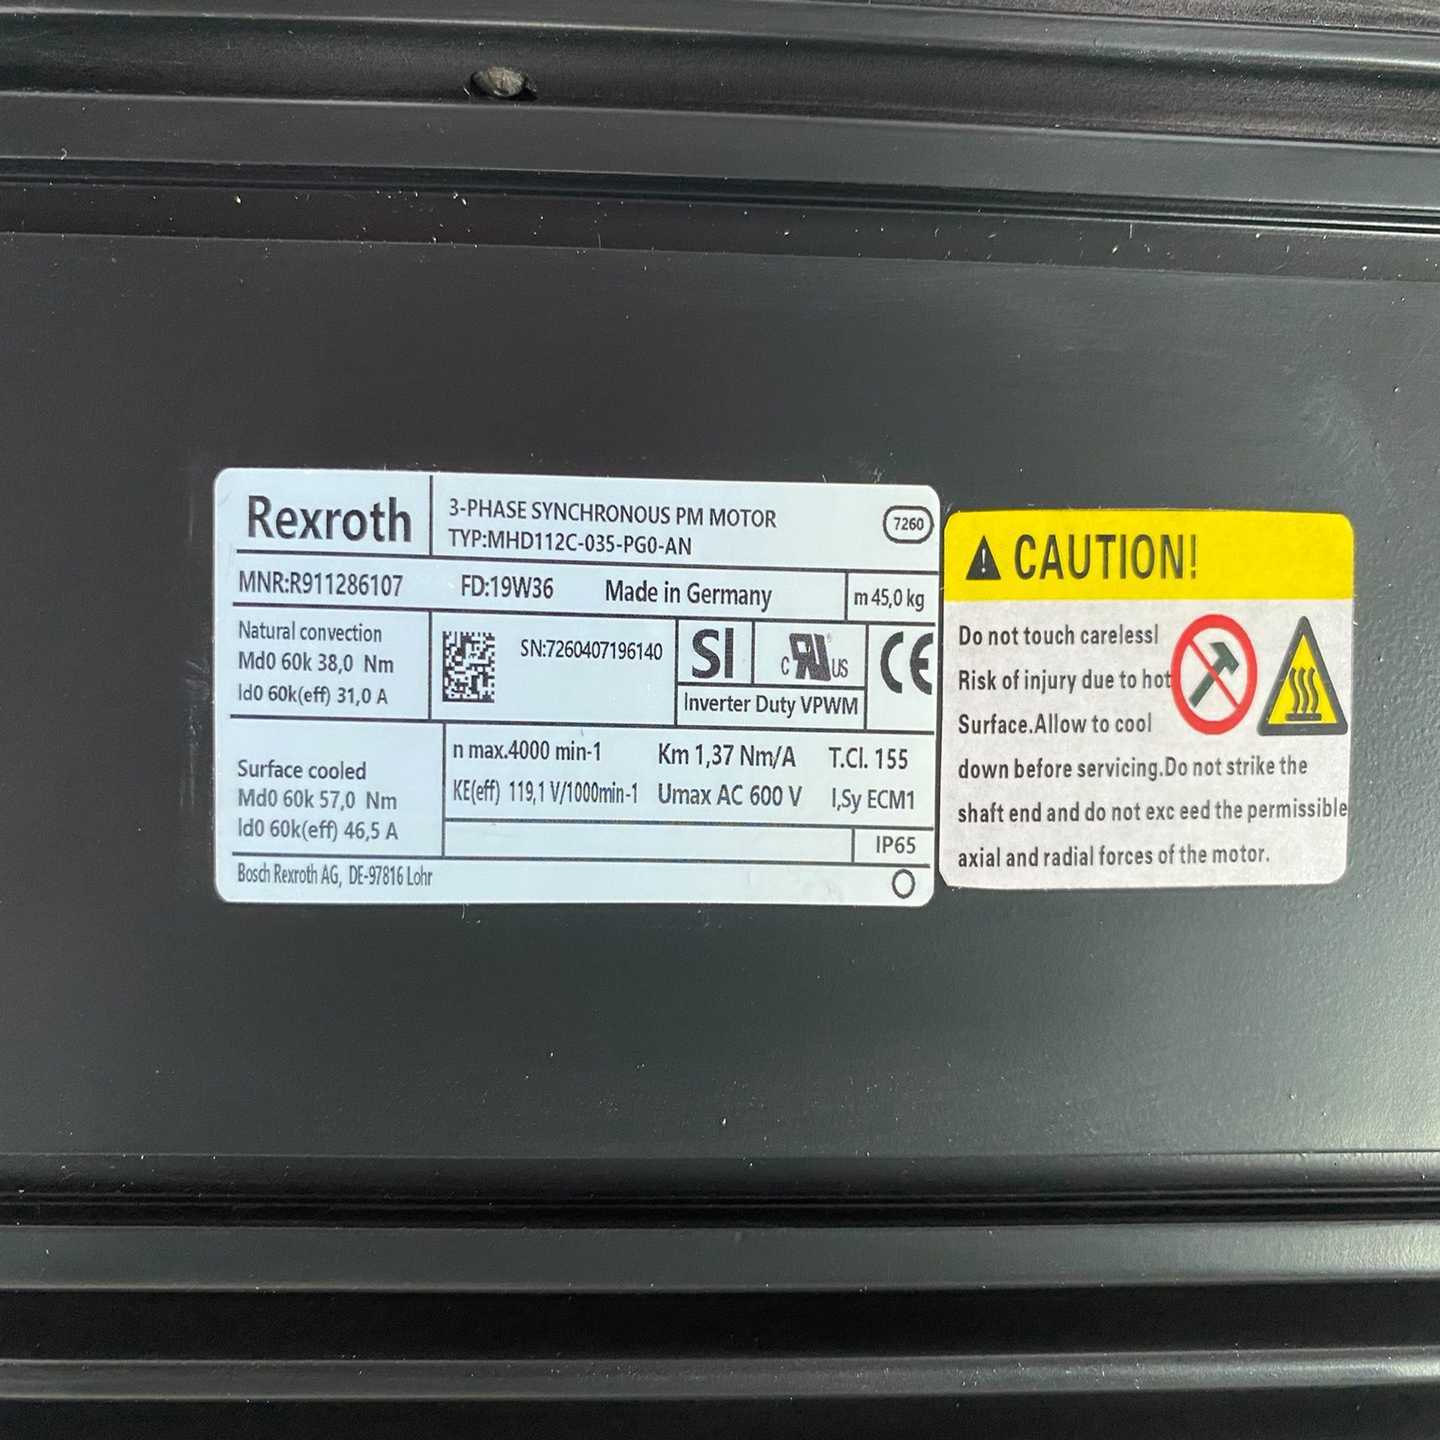 Rexroth
3-PHASE SYNCHRONOUS PM MOTOR
TYP:MHD112C-035-PG0-AN
7260
MNR:R911286107 FD:19W36 Made in Germany
m 45,0 kg
Natural convection
Md0 60k 38,0 Nm
Id0 60k(eff) 31,0 A
SN:7260407196140
SI
c RU US
CE
Inverter Duty VPWM
Surface cooled
Md0 60k 57,0 Nm
Id0 60k(eff) 46,5 A
n max.4000 min-1 Km 1,37 Nm/A T.Cl. 155
KE(eff) 119,1 V/1000min-1 Umax AC 600 V I,Sy ECM1
IP65
Bosch Rexroth AG, DE-97816 Lohr
CAUTION!
Do not touch carelessl
Risk of injury due to hot
Surface.Allow to cool
down before servicing.Do not strike the
shaft end and do not exc eed the permissible
axial and radial forces of the motor.